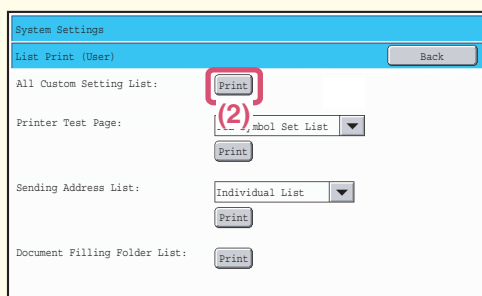 System Settings
List Print (User)
Back
All Custom Setting List:
Print
(2)
Printer Test Page:
Symbol Set List
Print
Sending Address List:
Individual List
Print
Document Filling Folder List:
Print